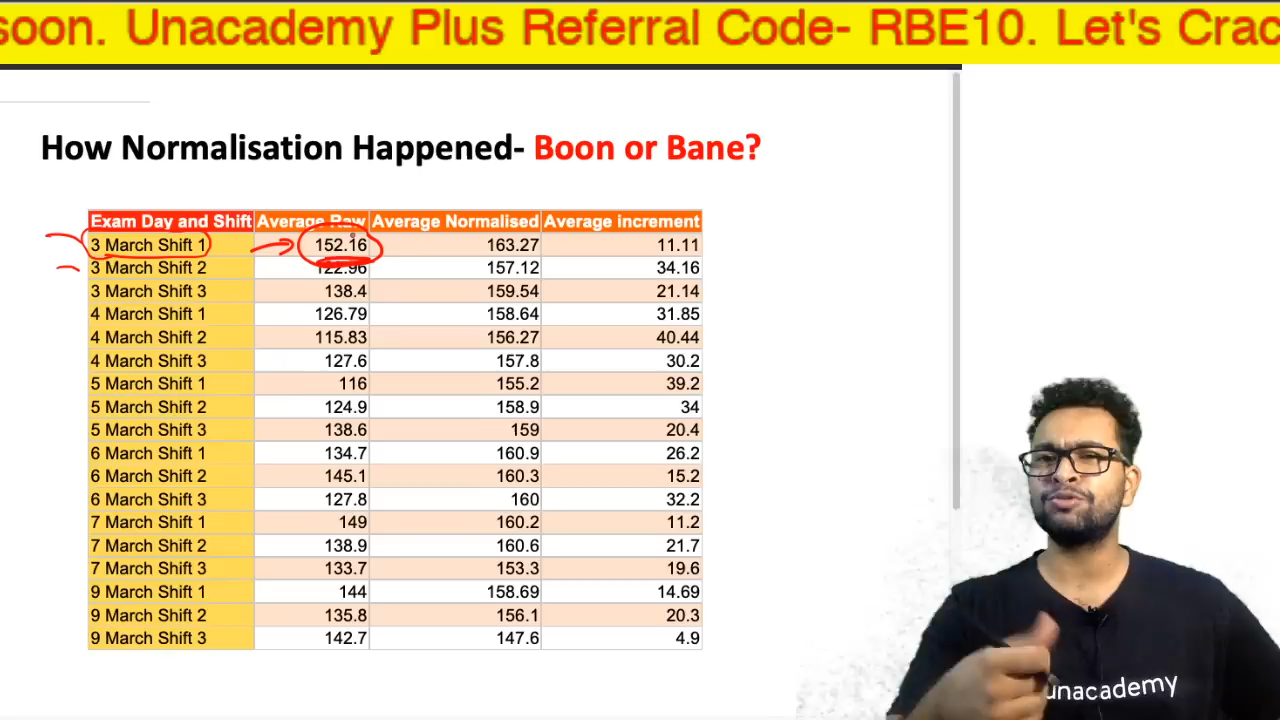 soon. Unacademy Plus Referral Code- RBE10. Let's Crac
How Normalisation Happened- Boon or Bane?
Exam Day and Shift Average Raw Average Normalised Average increment
3 March Shift 1 152.16 163.27 11.11
3 March Shift 2 122.96 157.12 34.16
3 March Shift 3 138.4 159.54 21.14
4 March Shift 1 126.79 158.64 31.85
4 March Shift 2 115.83 156.27 40.44
4 March Shift 3 127.6 157.8 30.2
5 March Shift 1 116 155.2 39.2
5 March Shift 2 124.9 158.9 34
5 March Shift 3 138.6 159 20.4
6 March Shift 1 134.7 160.9 26.2
6 March Shift 2 145.1 160.3 15.2
6 March Shift 3 127.8 160 32.2
7 March Shift 1 149 160.2 11.2
7 March Shift 2 138.9 160.6 21.7
7 March Shift 3 133.7 153.3 19.6
9 March Shift 1 144 158.69 14.69
9 March Shift 2 135.8 156.1 20.3
9 March Shift 3 142.7 147.6 4.9
unacademy